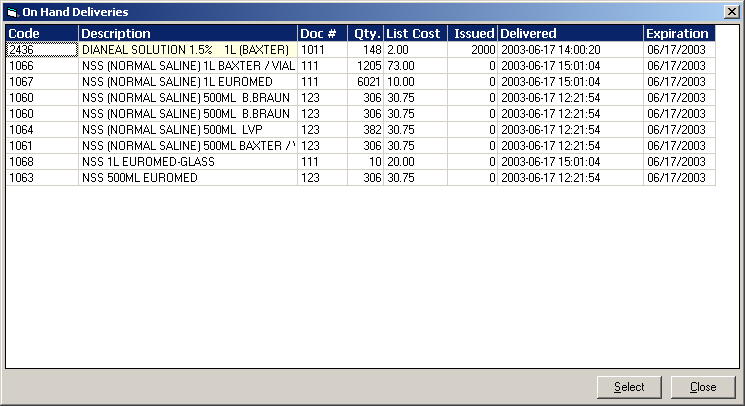 On Hand Deliveries
Code Description Doc # Qty. List Cost Issued Delivered Expiration
2436 DIANEAL SOLUTION 1.5% 1L (BAXTER) 1011 148 2.00 2000 2003-06-17 14:00:20 06/17/2003
1066 NSS (NORMAL SALINE) 1L BAXTER / VIAL 111 1205 73.00 0 2003-06-17 15:01:04 06/17/2003
1067 NSS (NORMAL SALINE) 1L EUROMED 111 6021 10.00 0 2003-06-17 15:01:04 06/17/2003
1060 NSS (NORMAL SALINE) 500ML B.BRAUN 123 306 30.75 0 2003-06-17 12:21:54 06/17/2003
1060 NSS (NORMAL SALINE) 500ML B.BRAUN 123 306 30.75 0 2003-06-17 12:21:54 06/17/2003
1064 NSS (NORMAL SALINE) 500ML LVP 123 382 30.75 0 2003-06-17 12:21:54 06/17/2003
1061 NSS (NORMAL SALINE) 500ML BAXTER / 123 306 30.75 0 2003-06-17 12:21:54 06/17/2003
1068 NSS 1L EUROMED-GLASS 111 10 20.00 0 2003-06-17 15:01:04 06/17/2003
1063 NSS 500ML EUROMED 123 306 30.75 0 2003-06-17 12:21:54 06/17/2003
Select Close